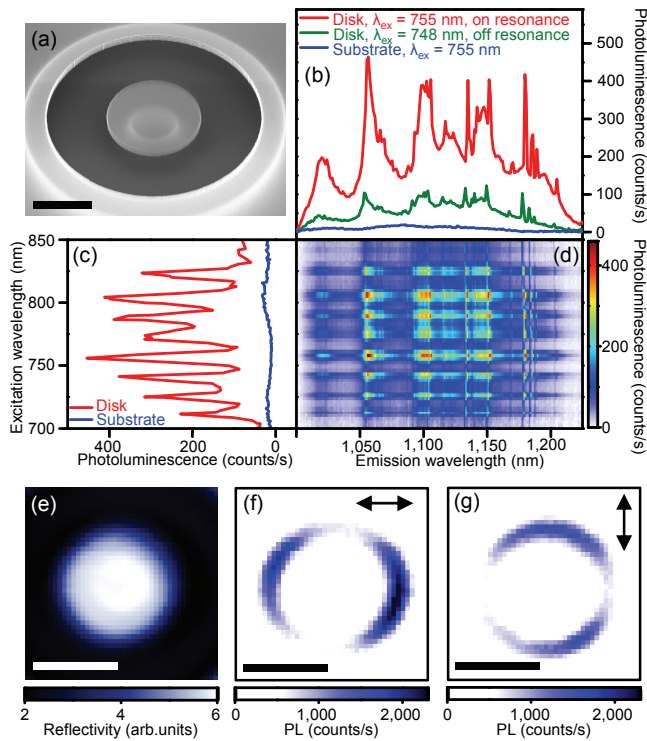 (a)
Disk, λex = 755 nm, on resonance
Disk, λex = 748 nm, off resonance
Substrate, λex = 755 nm
(b)
500
400
300
200
100
0
Photoluminescence (counts/s)
850
800
750
700
Excitation wavelength (nm)
(c)
Disk
Substrate
400
200
0
Photoluminescence (counts/s)
(d)
1,050
1,100
1,150
1,200
Emission wavelength (nm)
400
200
0
Photoluminescence (counts/s)
(e)
(f)
(g)
2
4
6
Reflectivity (arb.units)
0
1,000
2,000
PL (counts/s)
0
1,000
2,000
PL (counts/s)